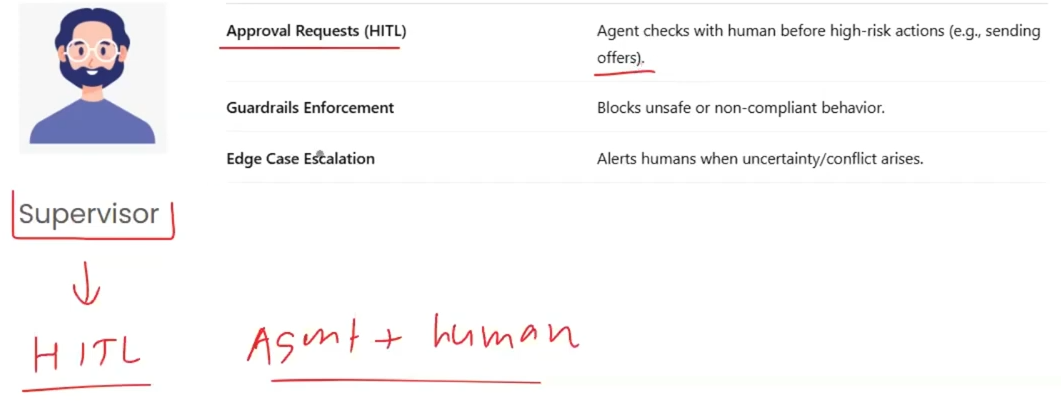 Approval Requests (HITL)
Agent checks with human before high-risk actions (e.g., sending
offers).
Guardrails Enforcement
Blocks unsafe or non-compliant behavior.
Edge Case Escalation
Alerts humans when uncertainty/conflict arises.
Supervisor
HITL
Agent + human